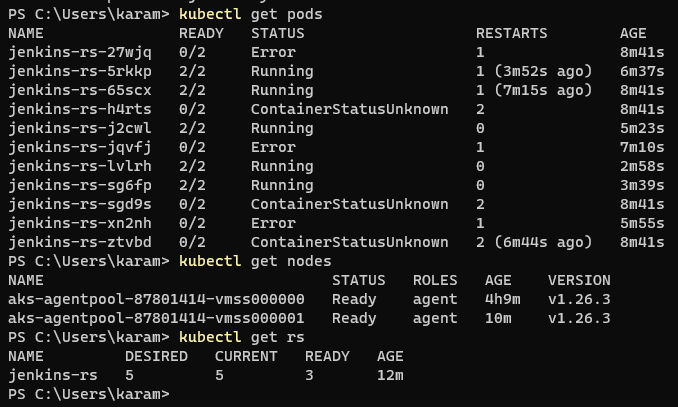 PS C:\Users\karam> kubectl get pods
NAME READY STATUS RESTARTS AGE
jenkins-rs-27wjq 0/2 Error 1 8m41s
jenkins-rs-5rkkp 2/2 Running 1 (3m52s ago) 6m37s
jenkins-rs-65scx 2/2 Running 1 (7m15s ago) 8m41s
jenkins-rs-h4rts 0/2 ContainerStatusUnknown 2 8m41s
jenkins-rs-j2cwl 2/2 Running 0 5m23s
jenkins-rs-jqvfj 0/2 Error 1 7m10s
jenkins-rs-lvlrh 2/2 Running 0 2m58s
jenkins-rs-sg6fp 2/2 Running 0 3m39s
jenkins-rs-sgd9s 0/2 ContainerStatusUnknown 2 8m41s
jenkins-rs-xn2nh 0/2 Error 1 5m55s
jenkins-rs-ztvbd 0/2 ContainerStatusUnknown 2 (6m44s ago) 8m41s
PS C:\Users\karam> kubectl get nodes
NAME STATUS ROLES AGE VERSION
aks-agentpool-87801414-vmss000000 Ready agent 4h9m v1.26.3
aks-agentpool-87801414-vmss000001 Ready agent 10m v1.26.3
PS C:\Users\karam> kubectl get rs
NAME DESIRED CURRENT READY AGE
jenkins-rs 5 5 3 12m
PS C:\Users\karam>